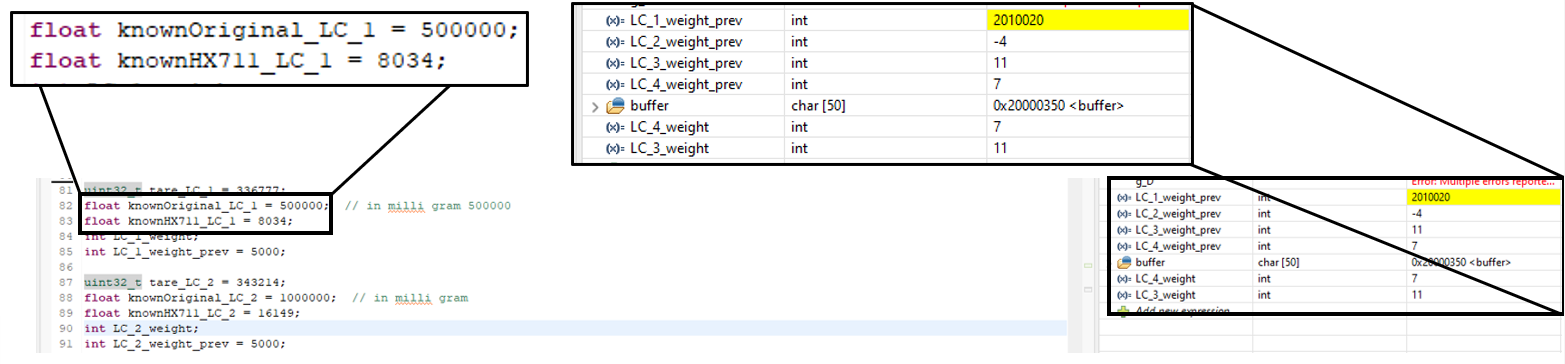 float knownOriginal_LC_1 = 500000;
float knownHX711_LC_1 = 8034;
(x)= LC_1_weight_prev int 2010020
(x)= LC_2_weight_prev int -4
(x)= LC_3_weight_prev int 11
(x)= LC_4_weight_prev int 7
buffer char [50] 0x20000350 <buffer>
(x)= LC_4_weight int 7
(x)= LC_3_weight int 11
81 uint32_t tare_LC_1 = 336777;
82 float knownOriginal_LC_1 = 500000; // in milli gram 500000
83 float knownHX711_LC_1 = 8034;
84 int LC_1_weight;
85 int LC_1_weight_prev = 5000;
86
87 uint32_t tare_LC_2 = 343214;
88 float knownOriginal_LC_2 = 1000000; // in milli gram
89 float knownHX711_LC_2 = 16149;
90 int LC_2_weight;
91 int LC_2_weight_prev = 5000;
g_D Error: Multiple errors reporte...
(x)= LC_1_weight_prev int 2010020
(x)= LC_2_weight_prev int -4
(x)= LC_3_weight_prev int 11
(x)= LC_4_weight_prev int 7
buffer char [50] 0x20000350 <buffer>
(x)= LC_4_weight int 7
(x)= LC_3_weight int 11
Add new expression